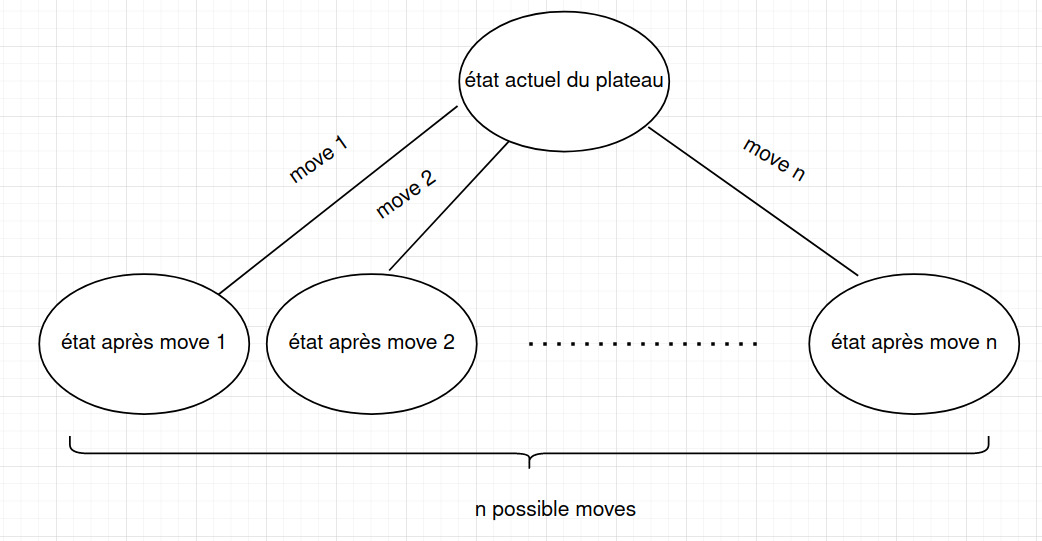 état actuel du plateau
move 1
move 2
move n
état après move 1
état après move 2
état après move n
n possible moves